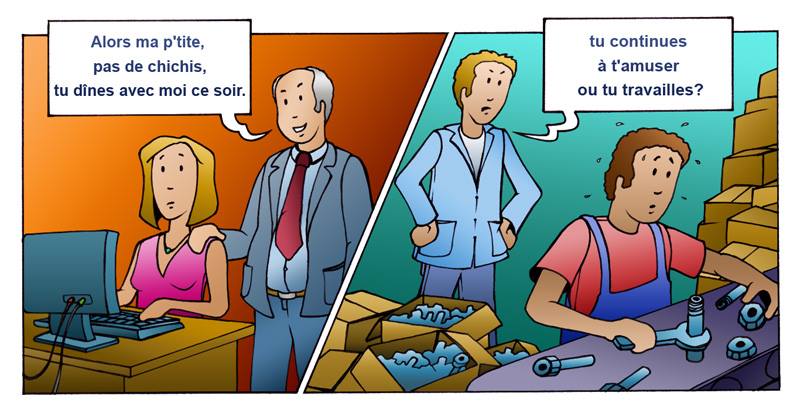 Alors ma p'tite,
pas de chichis,
tu dînes avec moi ce soir.
tu continues
à t'amuser
ou tu travailles?